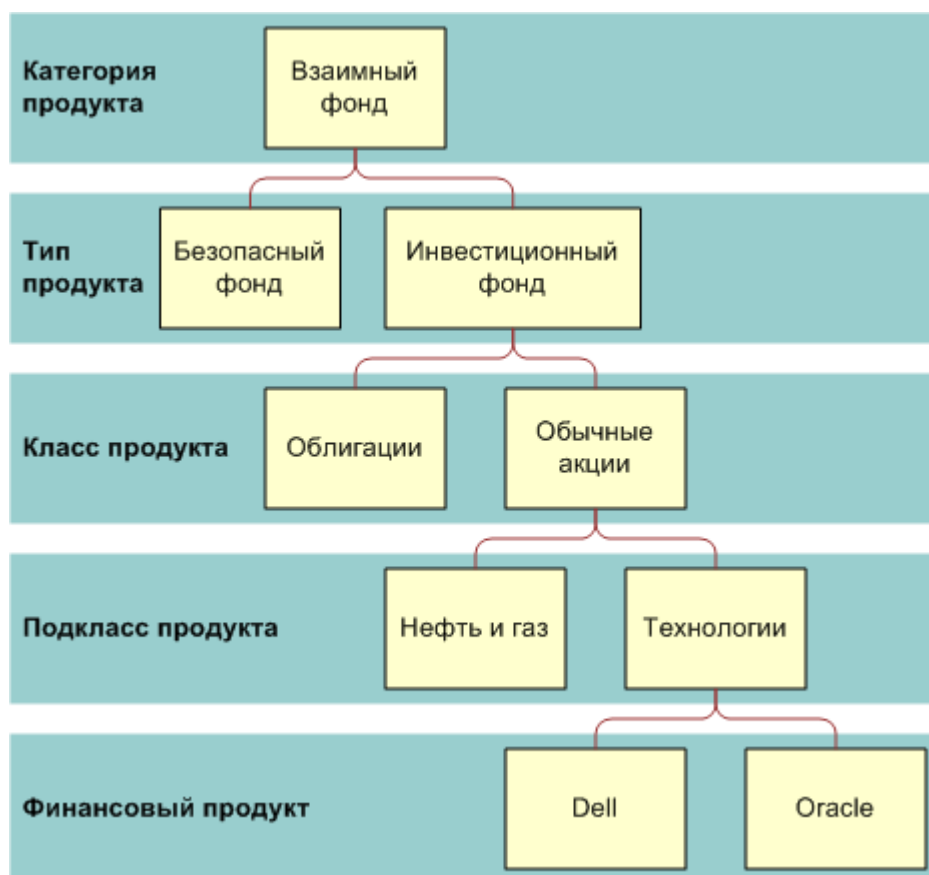 Категория
продукта
Взаимный
фонд
Тип
продукта
Безопасный
фонд
Инвестиционный
фонд
Класс продукта
Облигации
Обычные
акции
Подкласс продукта
Нефть и газ
Технологии
Финансовый продукт
Dell
Oracle